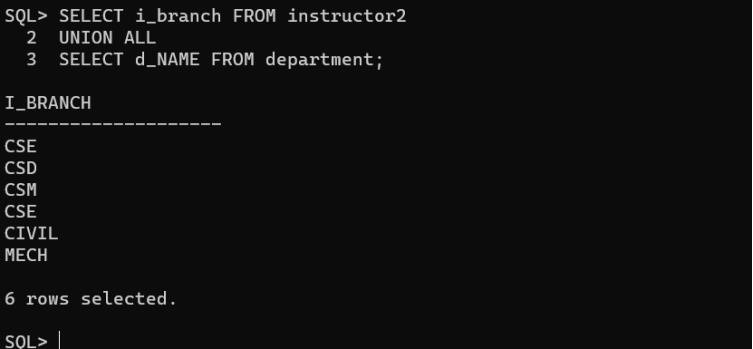 SQL> SELECT i_branch FROM instructor2
  2  UNION ALL
  3  SELECT d_NAME FROM department;
I_BRANCH
--------------------
CSE
CSD
CSM
CSE
CIVIL
MECH
6 rows selected.
SQL>